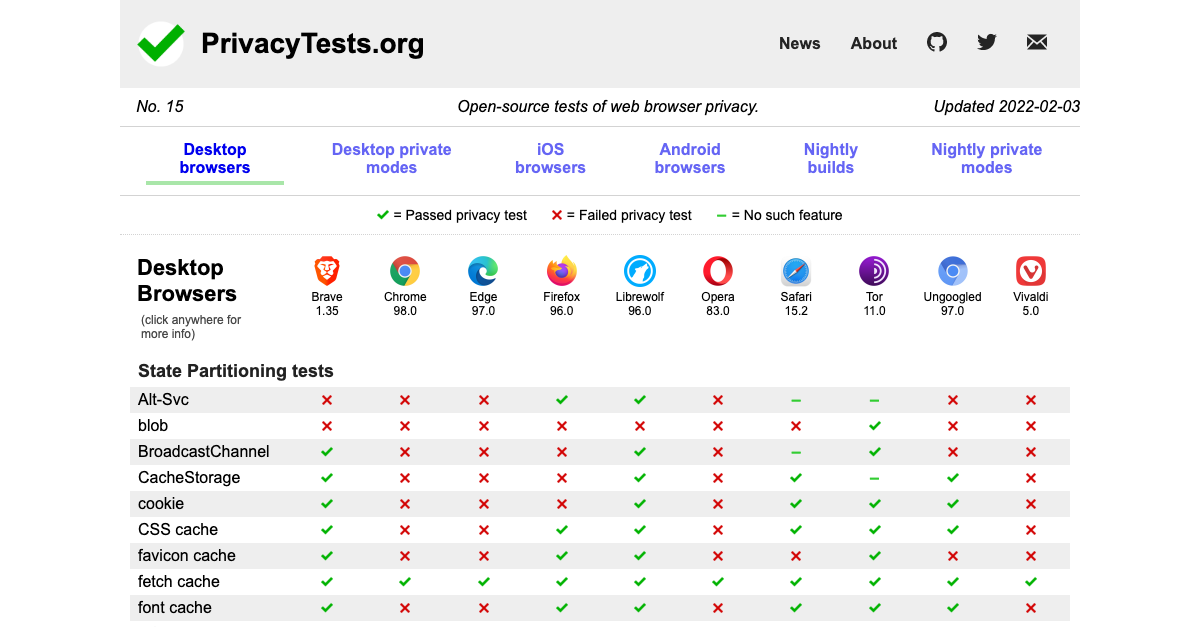 PrivacyTests.org
News About
No. 15 Open-source tests of web browser privacy. Updated 2022-02-03
Desktop browsers Desktop private modes iOS browsers Android browsers Nightly builds Nightly private modes
= Passed privacy test = Failed privacy test = No such feature
Desktop Browsers
(click anywhere for more info)
Brave 1.35
Chrome 98.0
Edge 97.0
Firefox 96.0
Librewolf 96.0
Opera 83.0
Safari 15.2
Tor 11.0
Ungoogled 97.0
Vivaldi 5.0
State Partitioning tests
Alt-Svc
blob
BroadcastChannel
CacheStorage
cookie
CSS cache
favicon cache
fetch cache
font cache